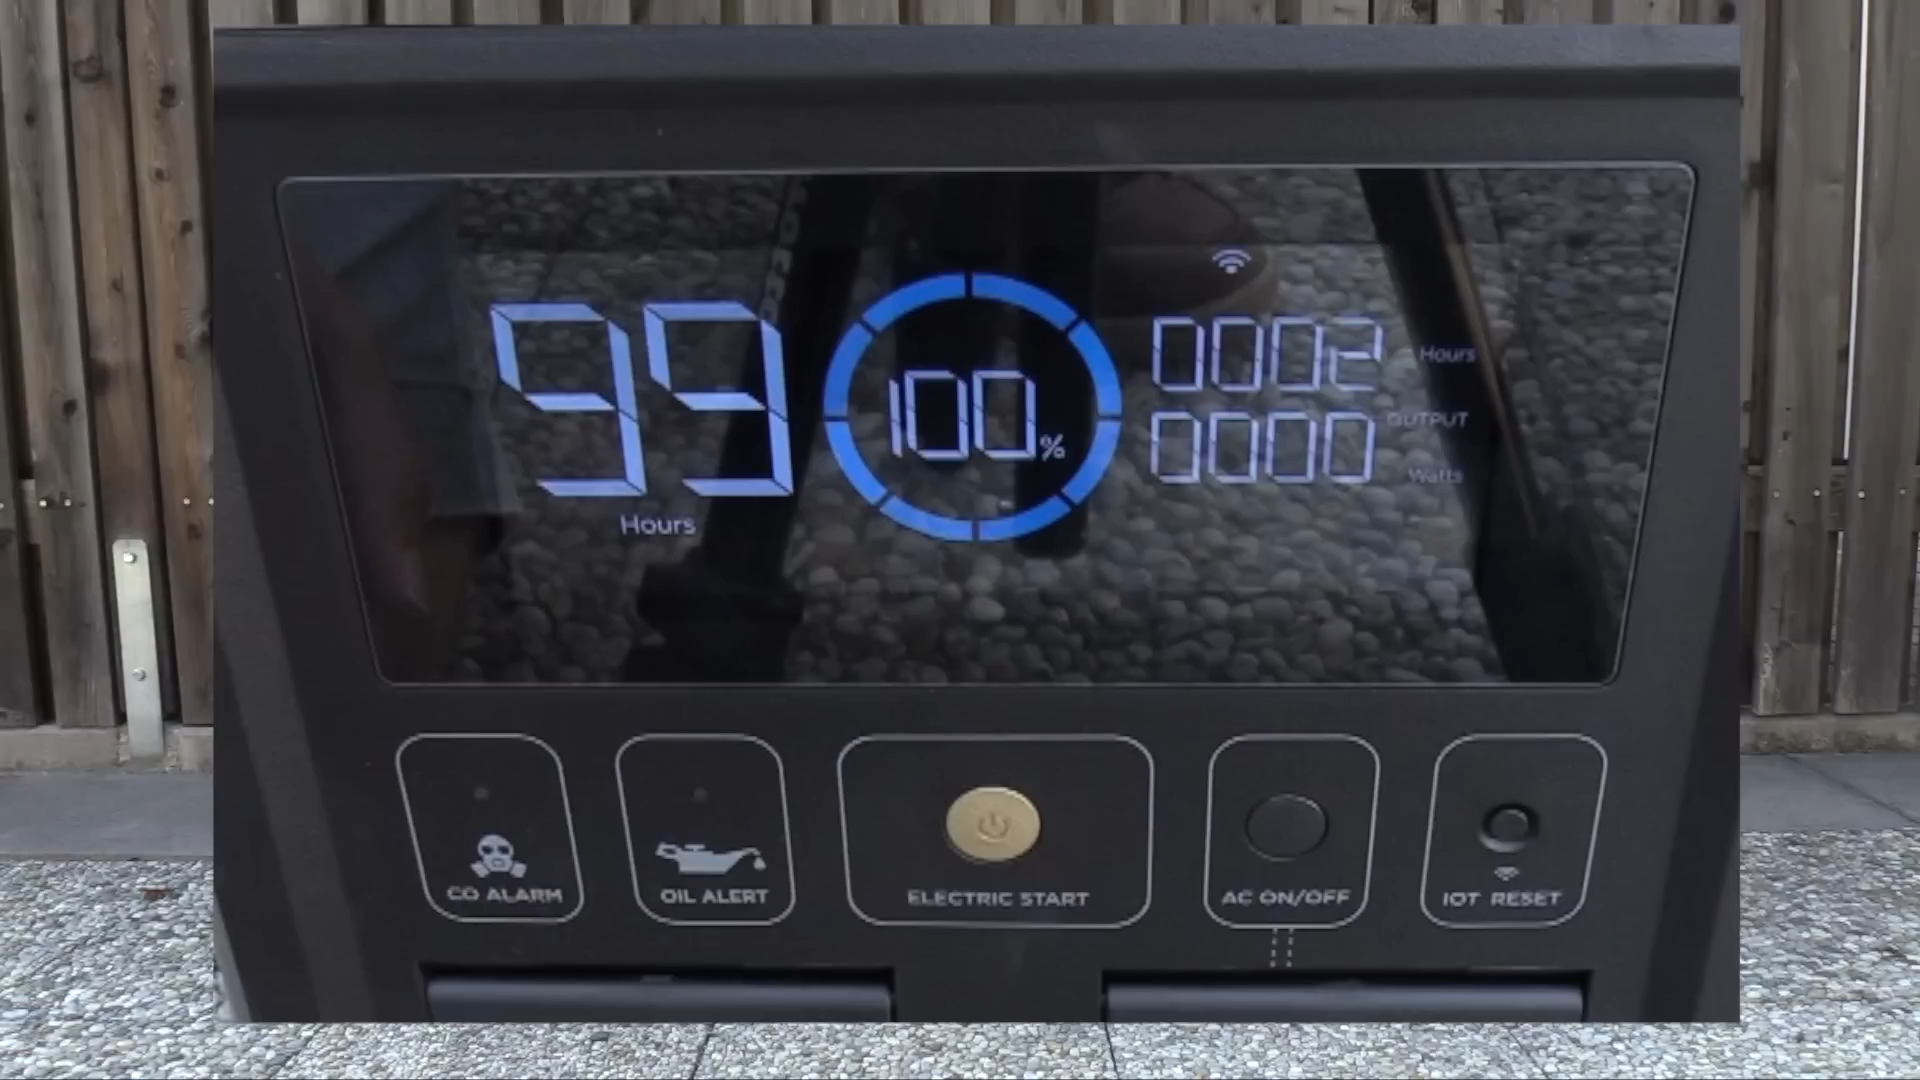 99
Hours
100%
0002 Hours
OUTPUT
0000
Watts
CO ALARM
OIL ALERT
ELECTRIC START
AC ON/OFF
IOT RESET